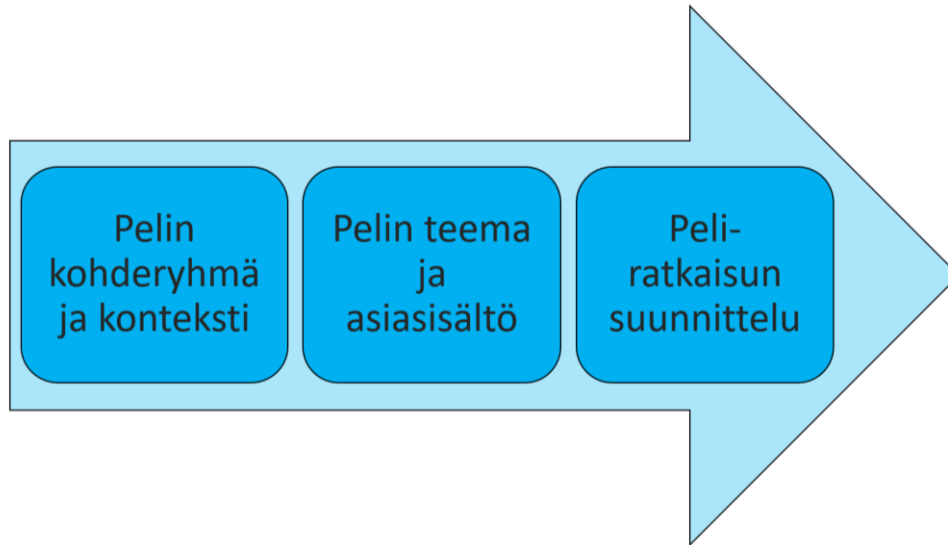 Pelin
kohderyhmä
ja konteksti
Pelin teema
ja
asiasisältö
Peli-
ratkaisun
suunnittelu